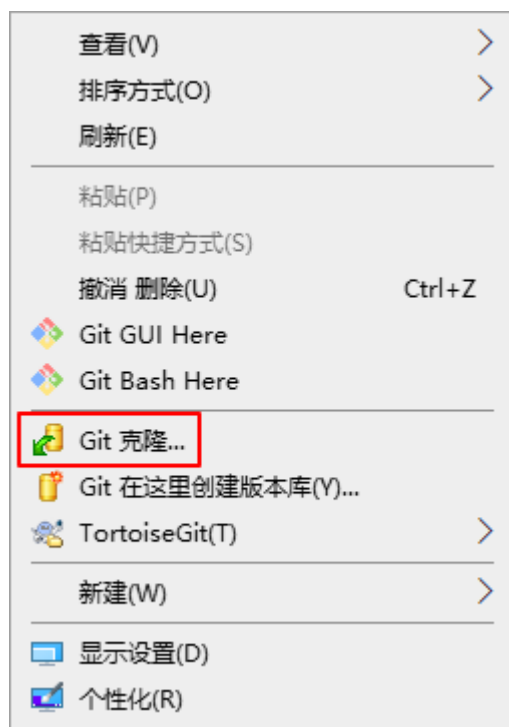 查看(V)
排序方式(O)
刷新(E)
粘贴(P)
粘贴快捷方式(S)
撤消 删除(U) Ctrl+Z
Git GUI Here
Git Bash Here
Git 克隆...
Git 在这里创建版本库(Y)...
TortoiseGit(T)
新建(W)
显示设置(D)
个性化(R)